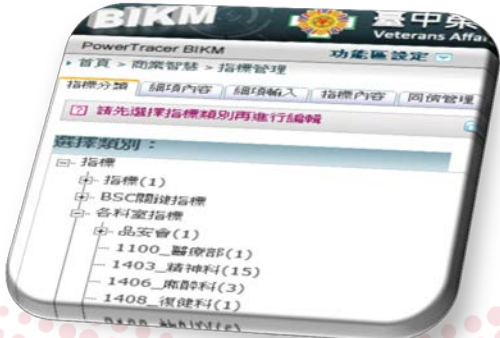 BIKM 臺中榮
Veterans Affai
PowerTracer BIKM 功能區設定
首頁 > 商業智慧 > 指標管理
指標分類 細項內容 細項輸入 指標內容 同儕管理
[?] 請先選擇指標類別再進行編輯
選擇類別：
指標
指標(1)
BSC關鍵指標
各科室指標
品安會(1)
1100_醫療部(1)
1403_精神科(15)
1406_麻醉科(3)
1408_復健科(1)